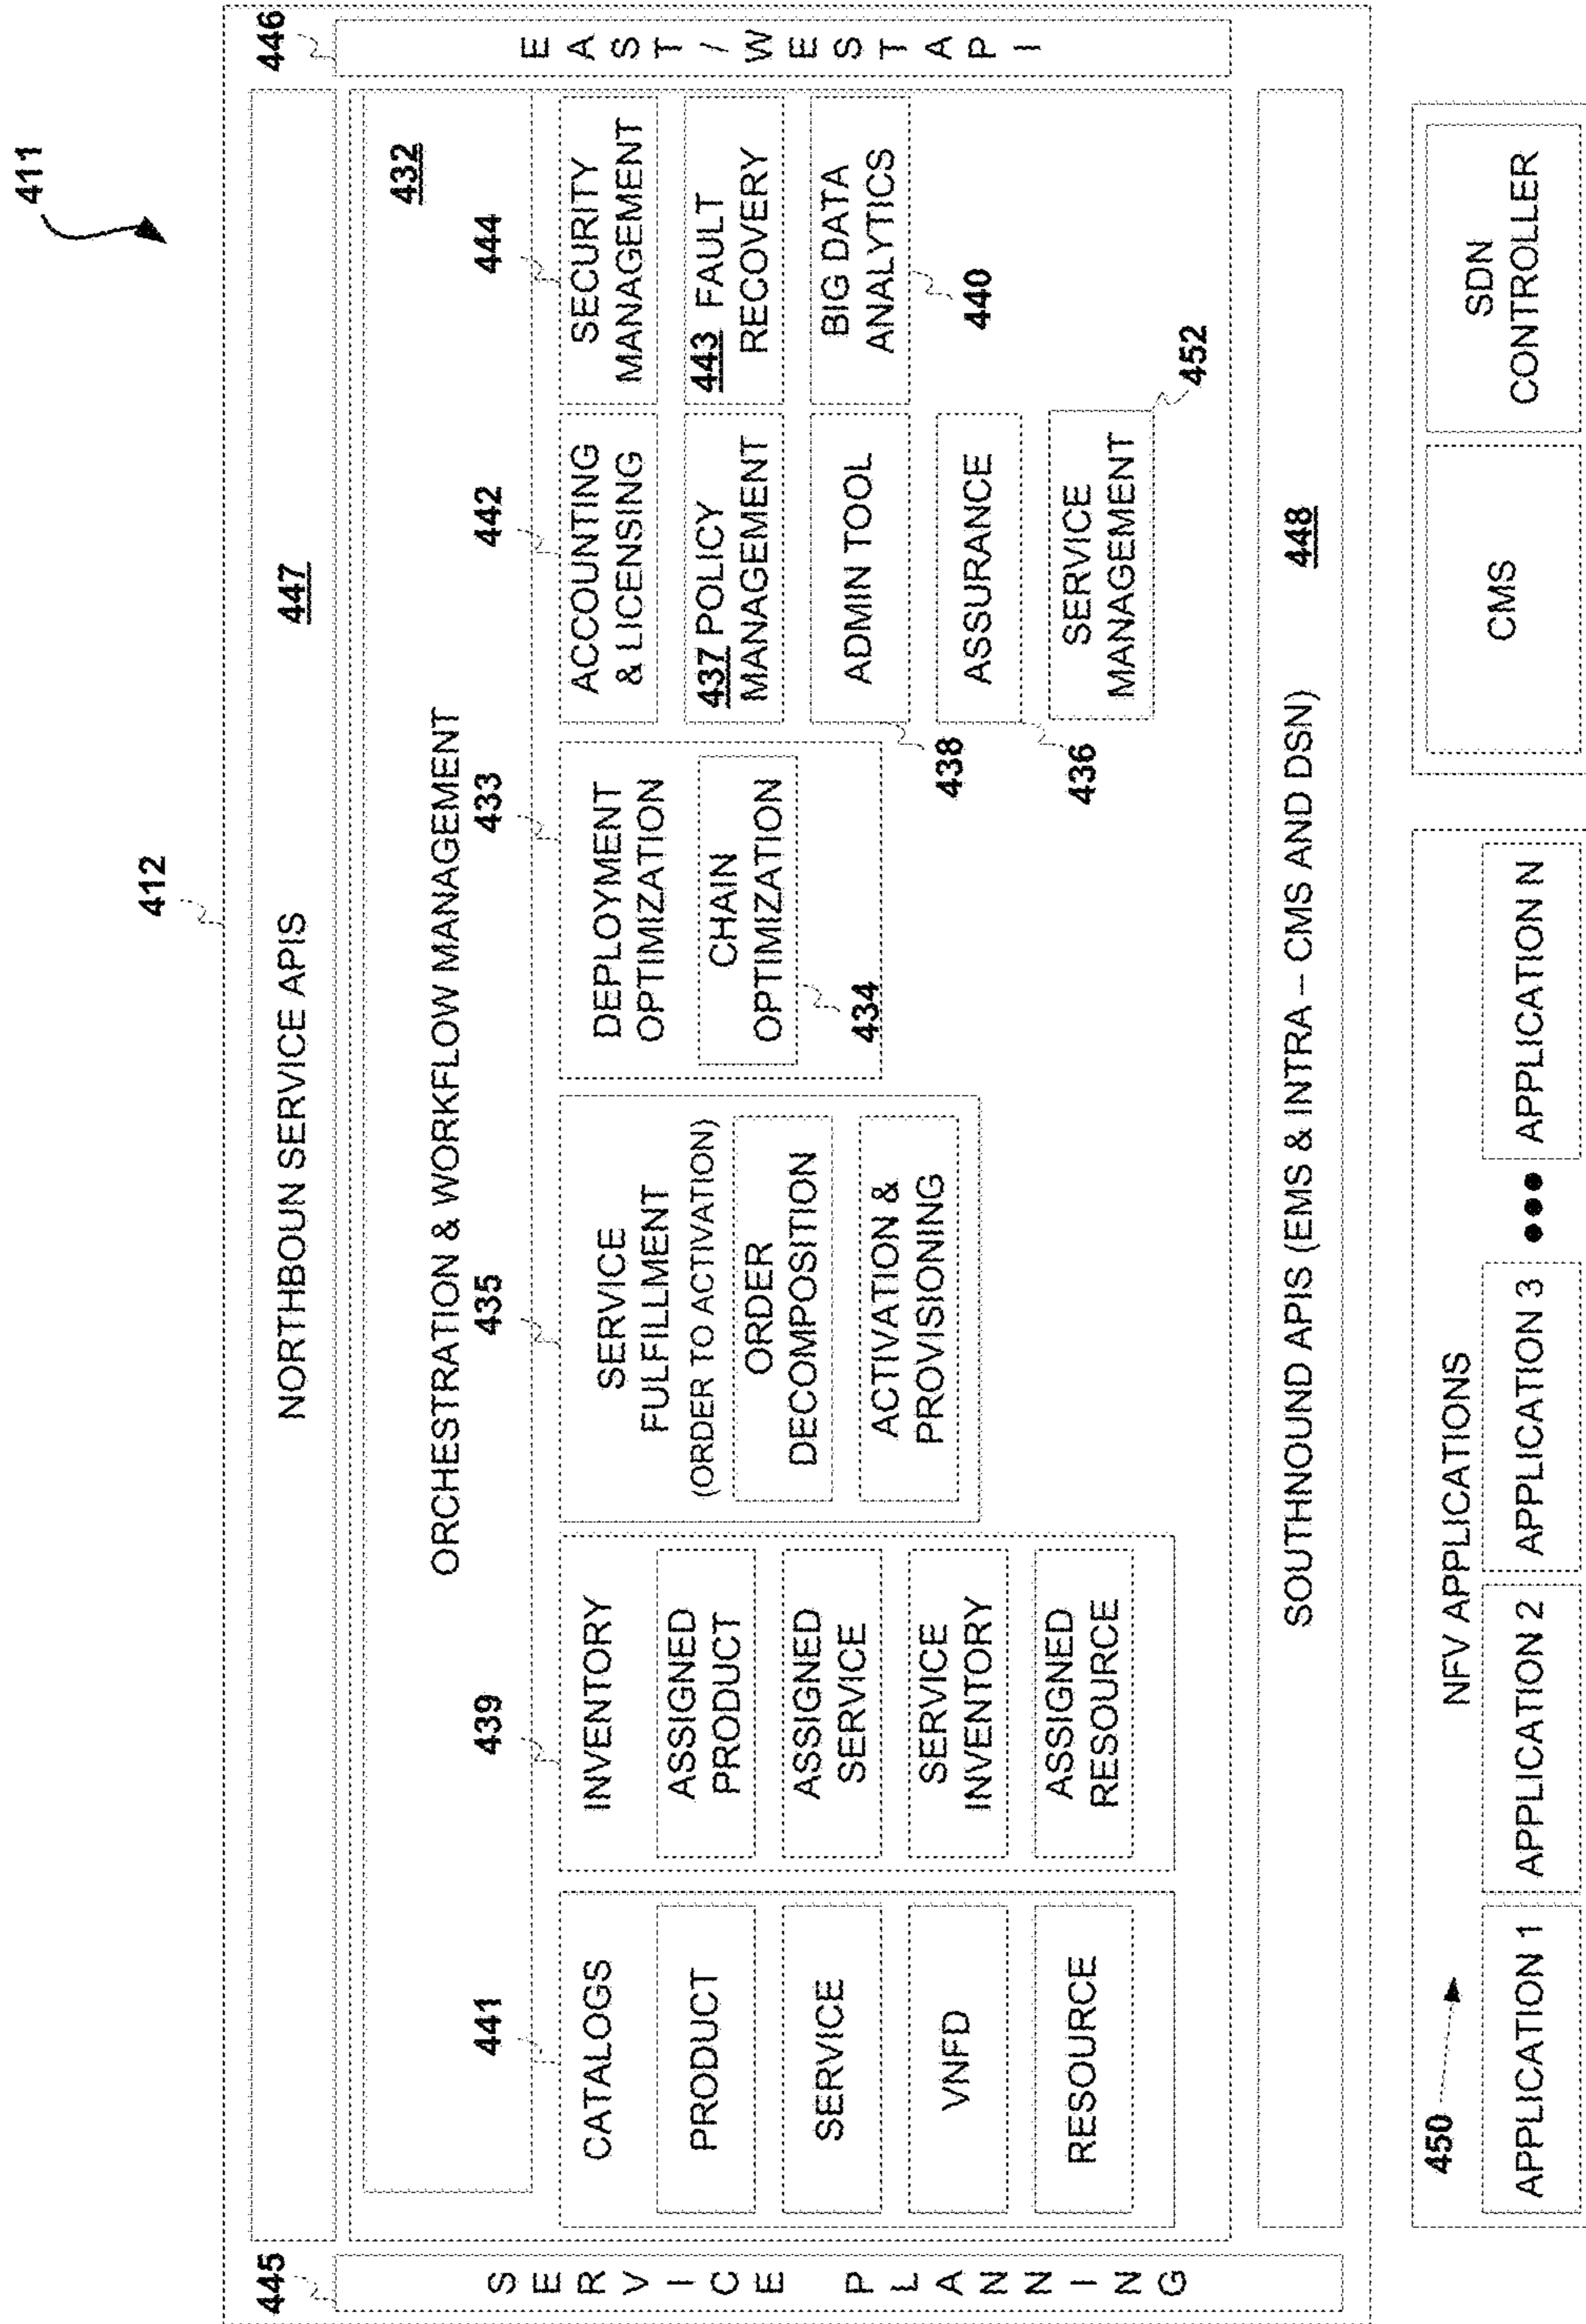 411
412
445
446
NORTHBOUN SERVICE APIS 447
ORCHESTRATION & WORKFLOW MANAGEMENT 432
SERVICE PLANNING
EAST/WEST API
441
CATALOGS
PRODUCT
SERVICE
VNFD
RESOURCE
439
INVENTORY
ASSIGNED
PRODUCT
ASSIGNED
SERVICE
SERVICE
INVENTORY
ASSIGNED
RESOURCE
435
SERVICE
FULFILLMENT
(ORDER TO ACTIVATION)
ORDER
DECOMPOSITION
ACTIVATION &
PROVISIONING
433
DEPLOYMENT
OPTIMIZATION
CHAIN
OPTIMIZATION
434
442
ACCOUNTING
& LICENSING
437 POLICY
MANAGEMENT
ADMIN TOOL
438
ASSURANCE
436
SERVICE
MANAGEMENT
452
444
SECURITY
MANAGEMENT
443 FAULT
RECOVERY
BIG DATA
ANALYTICS
440
SOUTHNOUND APIS (EMS & INTRA – CMS AND DSN) 448
450
NFV APPLICATIONS
APPLICATION 1
APPLICATION 2
APPLICATION 3
APPLICATION N
CMS
SDN
CONTROLLER